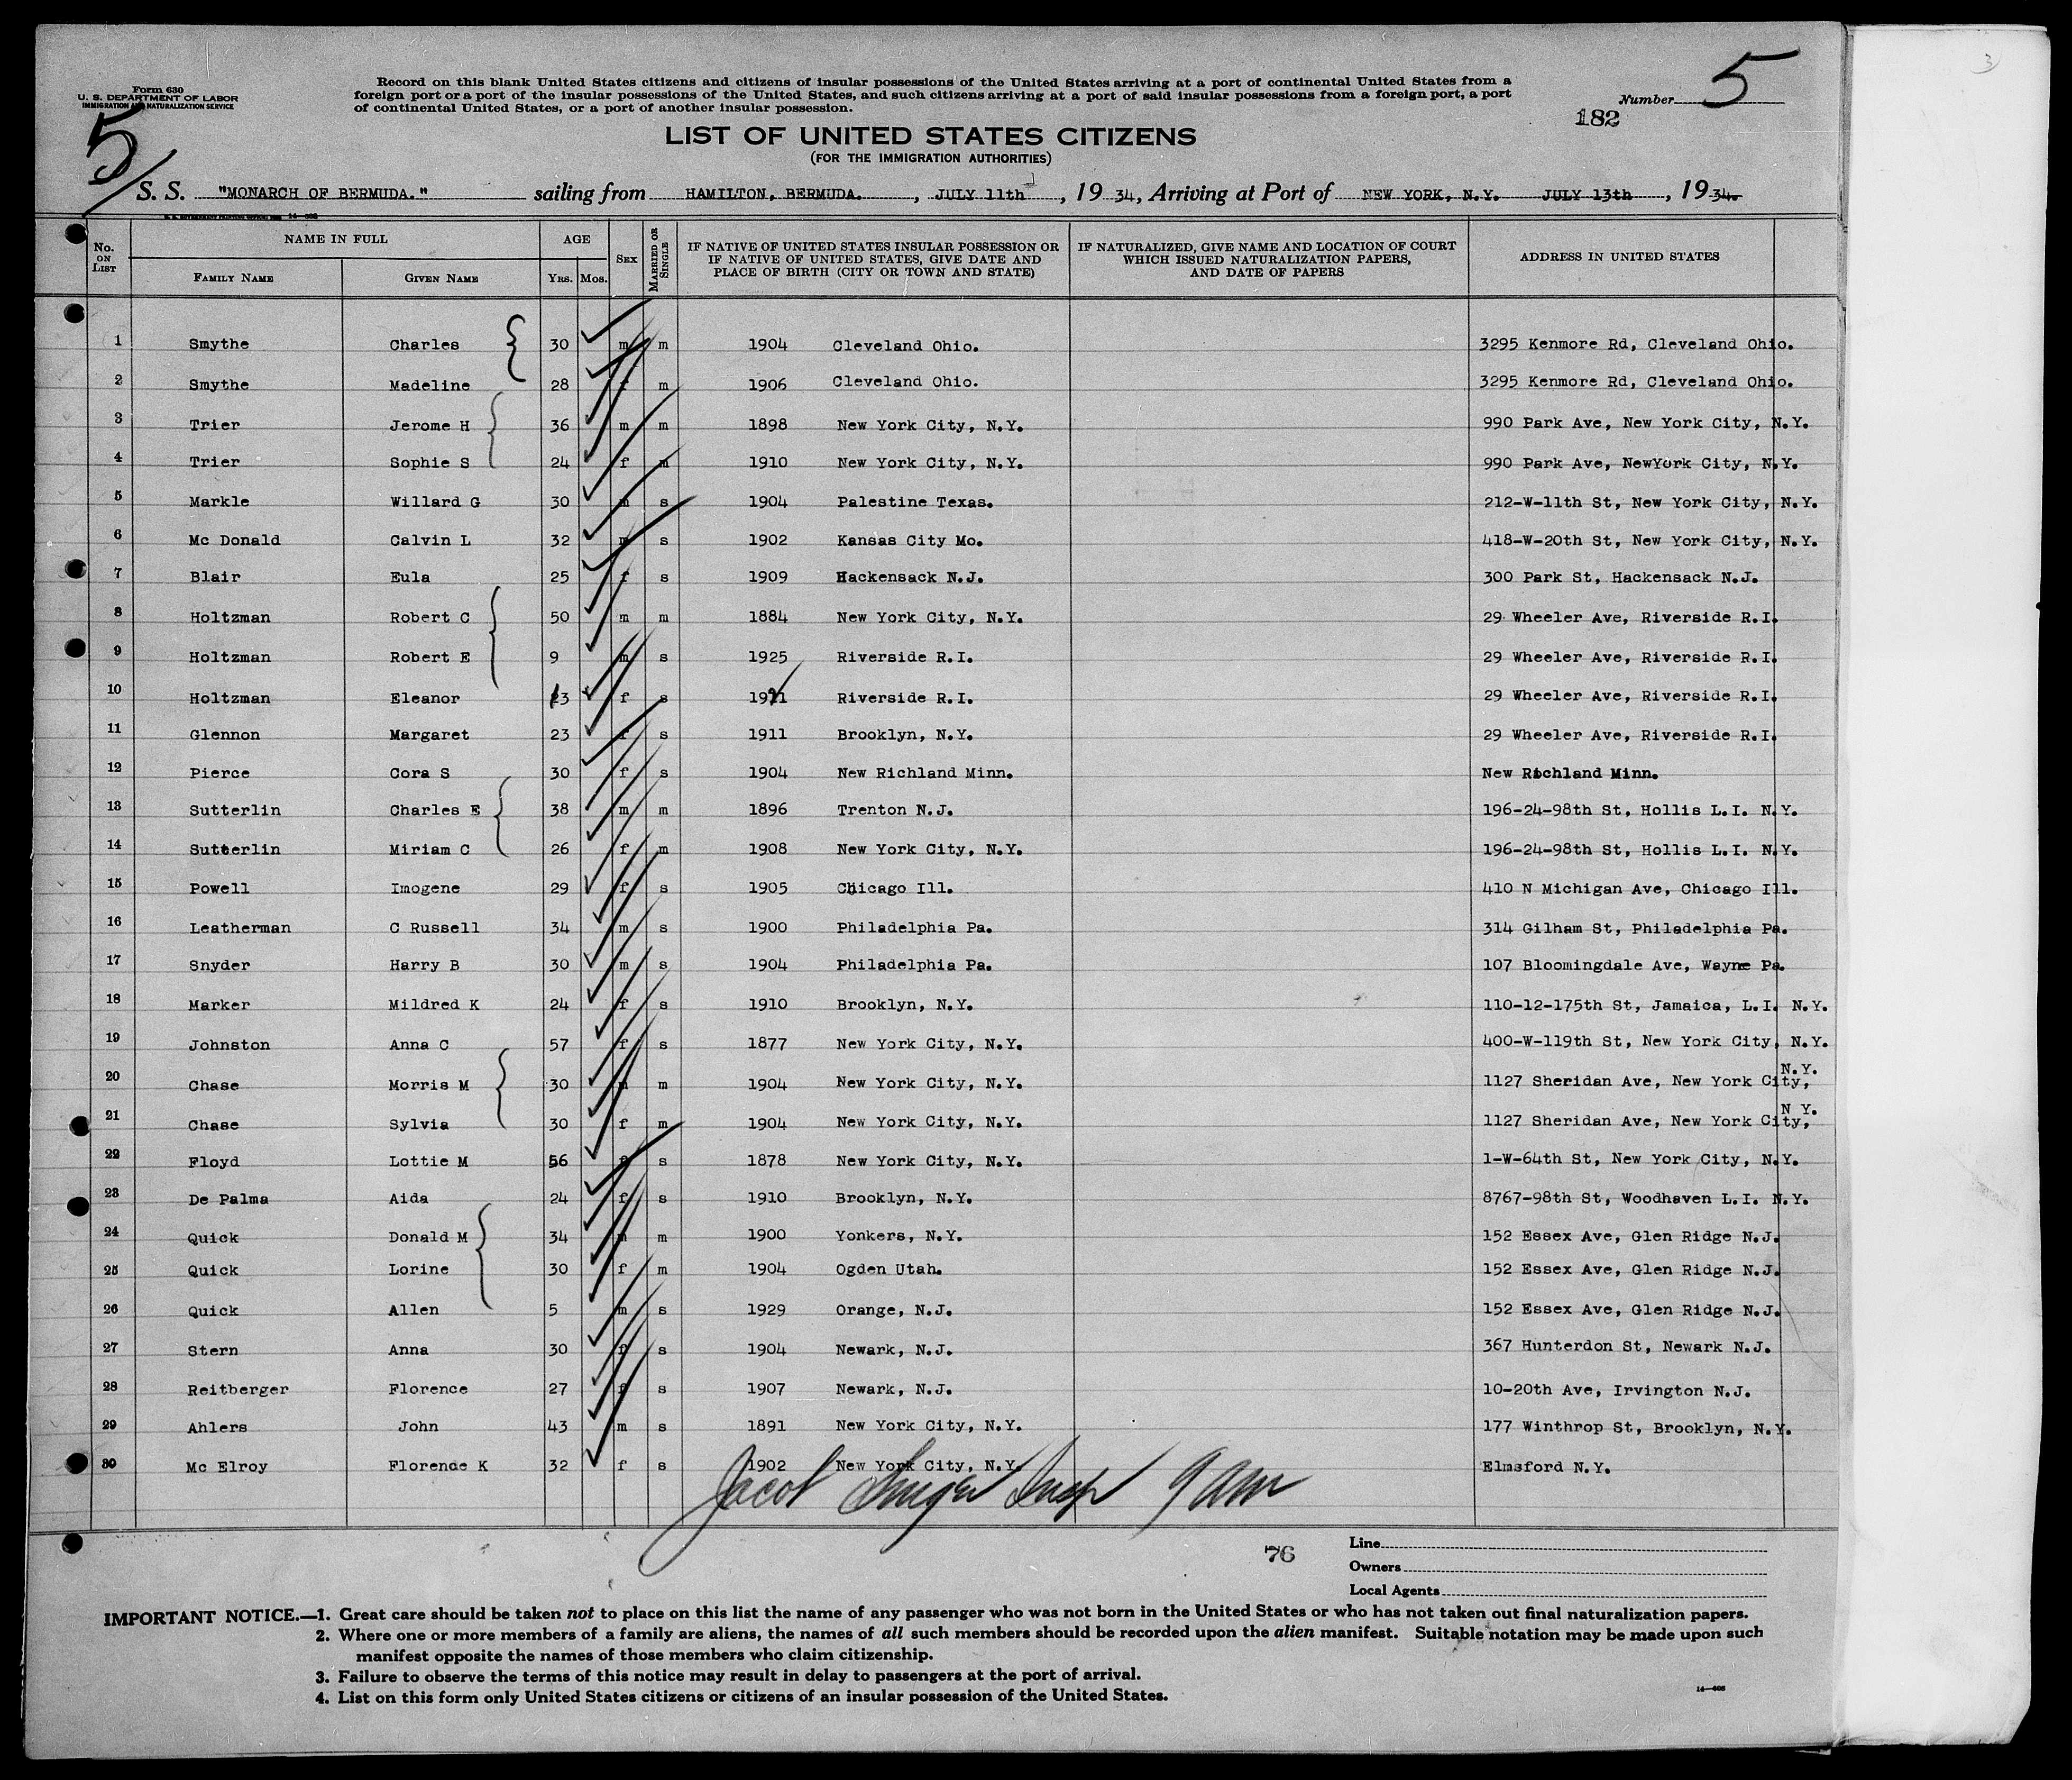 Form 630
U. S. DEPARTMENT OF LABOR
IMMIGRATION AND NATURALIZATION SERVICE
Record on this blank United States citizens and citizens of insular possessions of the United States arriving at a port of continental United States from a
foreign port or a port of the insular possessions of the United States, and such citizens arriving at a port of said insular possessions from a foreign port, a port
of continental United States, or a port of another insular possession.
Number 5
182
5
LIST OF UNITED STATES CITIZENS
(FOR THE IMMIGRATION AUTHORITIES)
S. S. "MONARCH OF BERMUDA." sailing from HAMILTON, BERMUDA. , JULY 11th , 19 34, Arriving at Port of NEW YORK, N.Y. JULY 13th , 19 34.
No. ON LIST NAME IN FULL FAMILY NAME GIVEN NAME AGE YRS. MOS. SEX MARRIED OR SINGLE IF NATIVE OF UNITED STATES INSULAR POSSESSION OR IF NATIVE OF UNITED STATES, GIVE DATE AND PLACE OF BIRTH (CITY OR TOWN AND STATE) IF NATURALIZED, GIVE NAME AND LOCATION OF COURT WHICH ISSUED NATURALIZATION PAPERS, AND DATE OF PAPERS ADDRESS IN UNITED STATES
1 Smythe Charles 30 m m 1904 Cleveland Ohio. 3295 Kenmore Rd, Cleveland Ohio.
2 Smythe Madeline 28 f m 1906 Cleveland Ohio. 3295 Kenmore Rd, Cleveland Ohio.
3 Trier Jerome H 36 m m 1898 New York City, N.Y. 990 Park Ave, New York City, N.Y.
4 Trier Sophie S 24 f m 1910 New York City, N.Y. 990 Park Ave, NewYork City, N.Y.
5 Markle Willard G 30 m s 1904 Palestine Texas. 212-W-11th St, New York City, N.Y.
6 Mc Donald Calvin L 32 m s 1902 Kansas City Mo. 418-W-20th St, New York City, N.Y.
7 Blair Eula 25 f s 1909 Hackensack N.J. 300 Park St, Hackensack N.J.
8 Holtzman Robert C 50 m m 1884 New York City, N.Y. 29 Wheeler Ave, Riverside R.I.
9 Holtzman Robert E 9 m s 1925 Riverside R.I. 29 Wheeler Ave, Riverside R.I.
10 Holtzman Eleanor 13 f s 1921 Riverside R.I. 29 Wheeler Ave, Riverside R.I.
11 Glennon Margaret 23 f s 1911 Brooklyn, N.Y. 29 Wheeler Ave, Riverside R.I.
12 Pierce Cora S 30 f s 1904 New Richland Minn. New Richland Minn.
13 Sutterlin Charles E 38 m m 1896 Trenton N.J. 196-24-98th St, Hollis L.I. N.Y.
14 Sutterlin Miriam C 26 f m 1908 New York City, N.Y. 196-24-98th St, Hollis L.I. N.Y.
15 Powell Imogene 29 f s 1905 Chicago Ill. 410 N Michigan Ave, Chicago Ill.
16 Leatherman C Russell 34 m s 1900 Philadelphia Pa. 314 Gilham St, Philadelphia Pa.
17 Snyder Harry B 30 m s 1904 Philadelphia Pa. 107 Bloomingdale Ave, Wayne Pa.
18 Marker Mildred K 24 f s 1910 Brooklyn, N.Y. 110-12-175th St, Jamaica, L.I. N.Y.
19 Johnston Anna C 57 f s 1877 New York City, N.Y. 400-W-119th St, New York City, N.Y.
20 Chase Morris M 30 m m 1904 New York City, N.Y. 1127 Sheridan Ave, New York City, N.Y.
21 Chase Sylvia 30 f m 1904 New York City, N.Y. 1127 Sheridan Ave, New York City, N Y.
22 Floyd Lottie M 56 f s 1878 New York City, N.Y. 1-W-64th St, New York City, N.Y.
23 De Palma Aida 24 f s 1910 Brooklyn, N.Y. 8767-98th St, Woodhaven L.I. N.Y.
24 Quick Donald M 34 m m 1900 Yonkers, N.Y. 152 Essex Ave, Glen Ridge N.J.
25 Quick Lorine 30 f m 1904 Ogden Utah. 152 Essex Ave, Glen Ridge N.J.
26 Quick Allen 5 m s 1929 Orange, N.J. 152 Essex Ave, Glen Ridge N.J.
27 Stern Anna 30 f s 1904 Newark, N.J. 367 Hunterdon St, Newark N.J.
28 Reitberger Florence 27 f s 1907 Newark, N.J. 10-20th Ave, Irvington N.J.
29 Ahlers John 43 m s 1891 New York City, N.Y. 177 Winthrop St, Brooklyn, N.Y.
30 Mc Elroy Florence K 32 f s 1902 New York City, N.Y. Elmsford N.Y.
Jacob Insp 9 am
76
Line
Owners
Local Agents
IMPORTANT NOTICE.—1. Great care should be taken not to place on this list the name of any passenger who was not born in the United States or who has not taken out final naturalization papers.
2. Where one or more members of a family are aliens, the names of all such members should be recorded upon the alien manifest. Suitable notation may be made upon such
manifest opposite the names of those members who claim citizenship.
3. Failure to observe the terms of this notice may result in delay to passengers at the port of arrival.
4. List on this form only United States citizens or citizens of an insular possession of the United States.